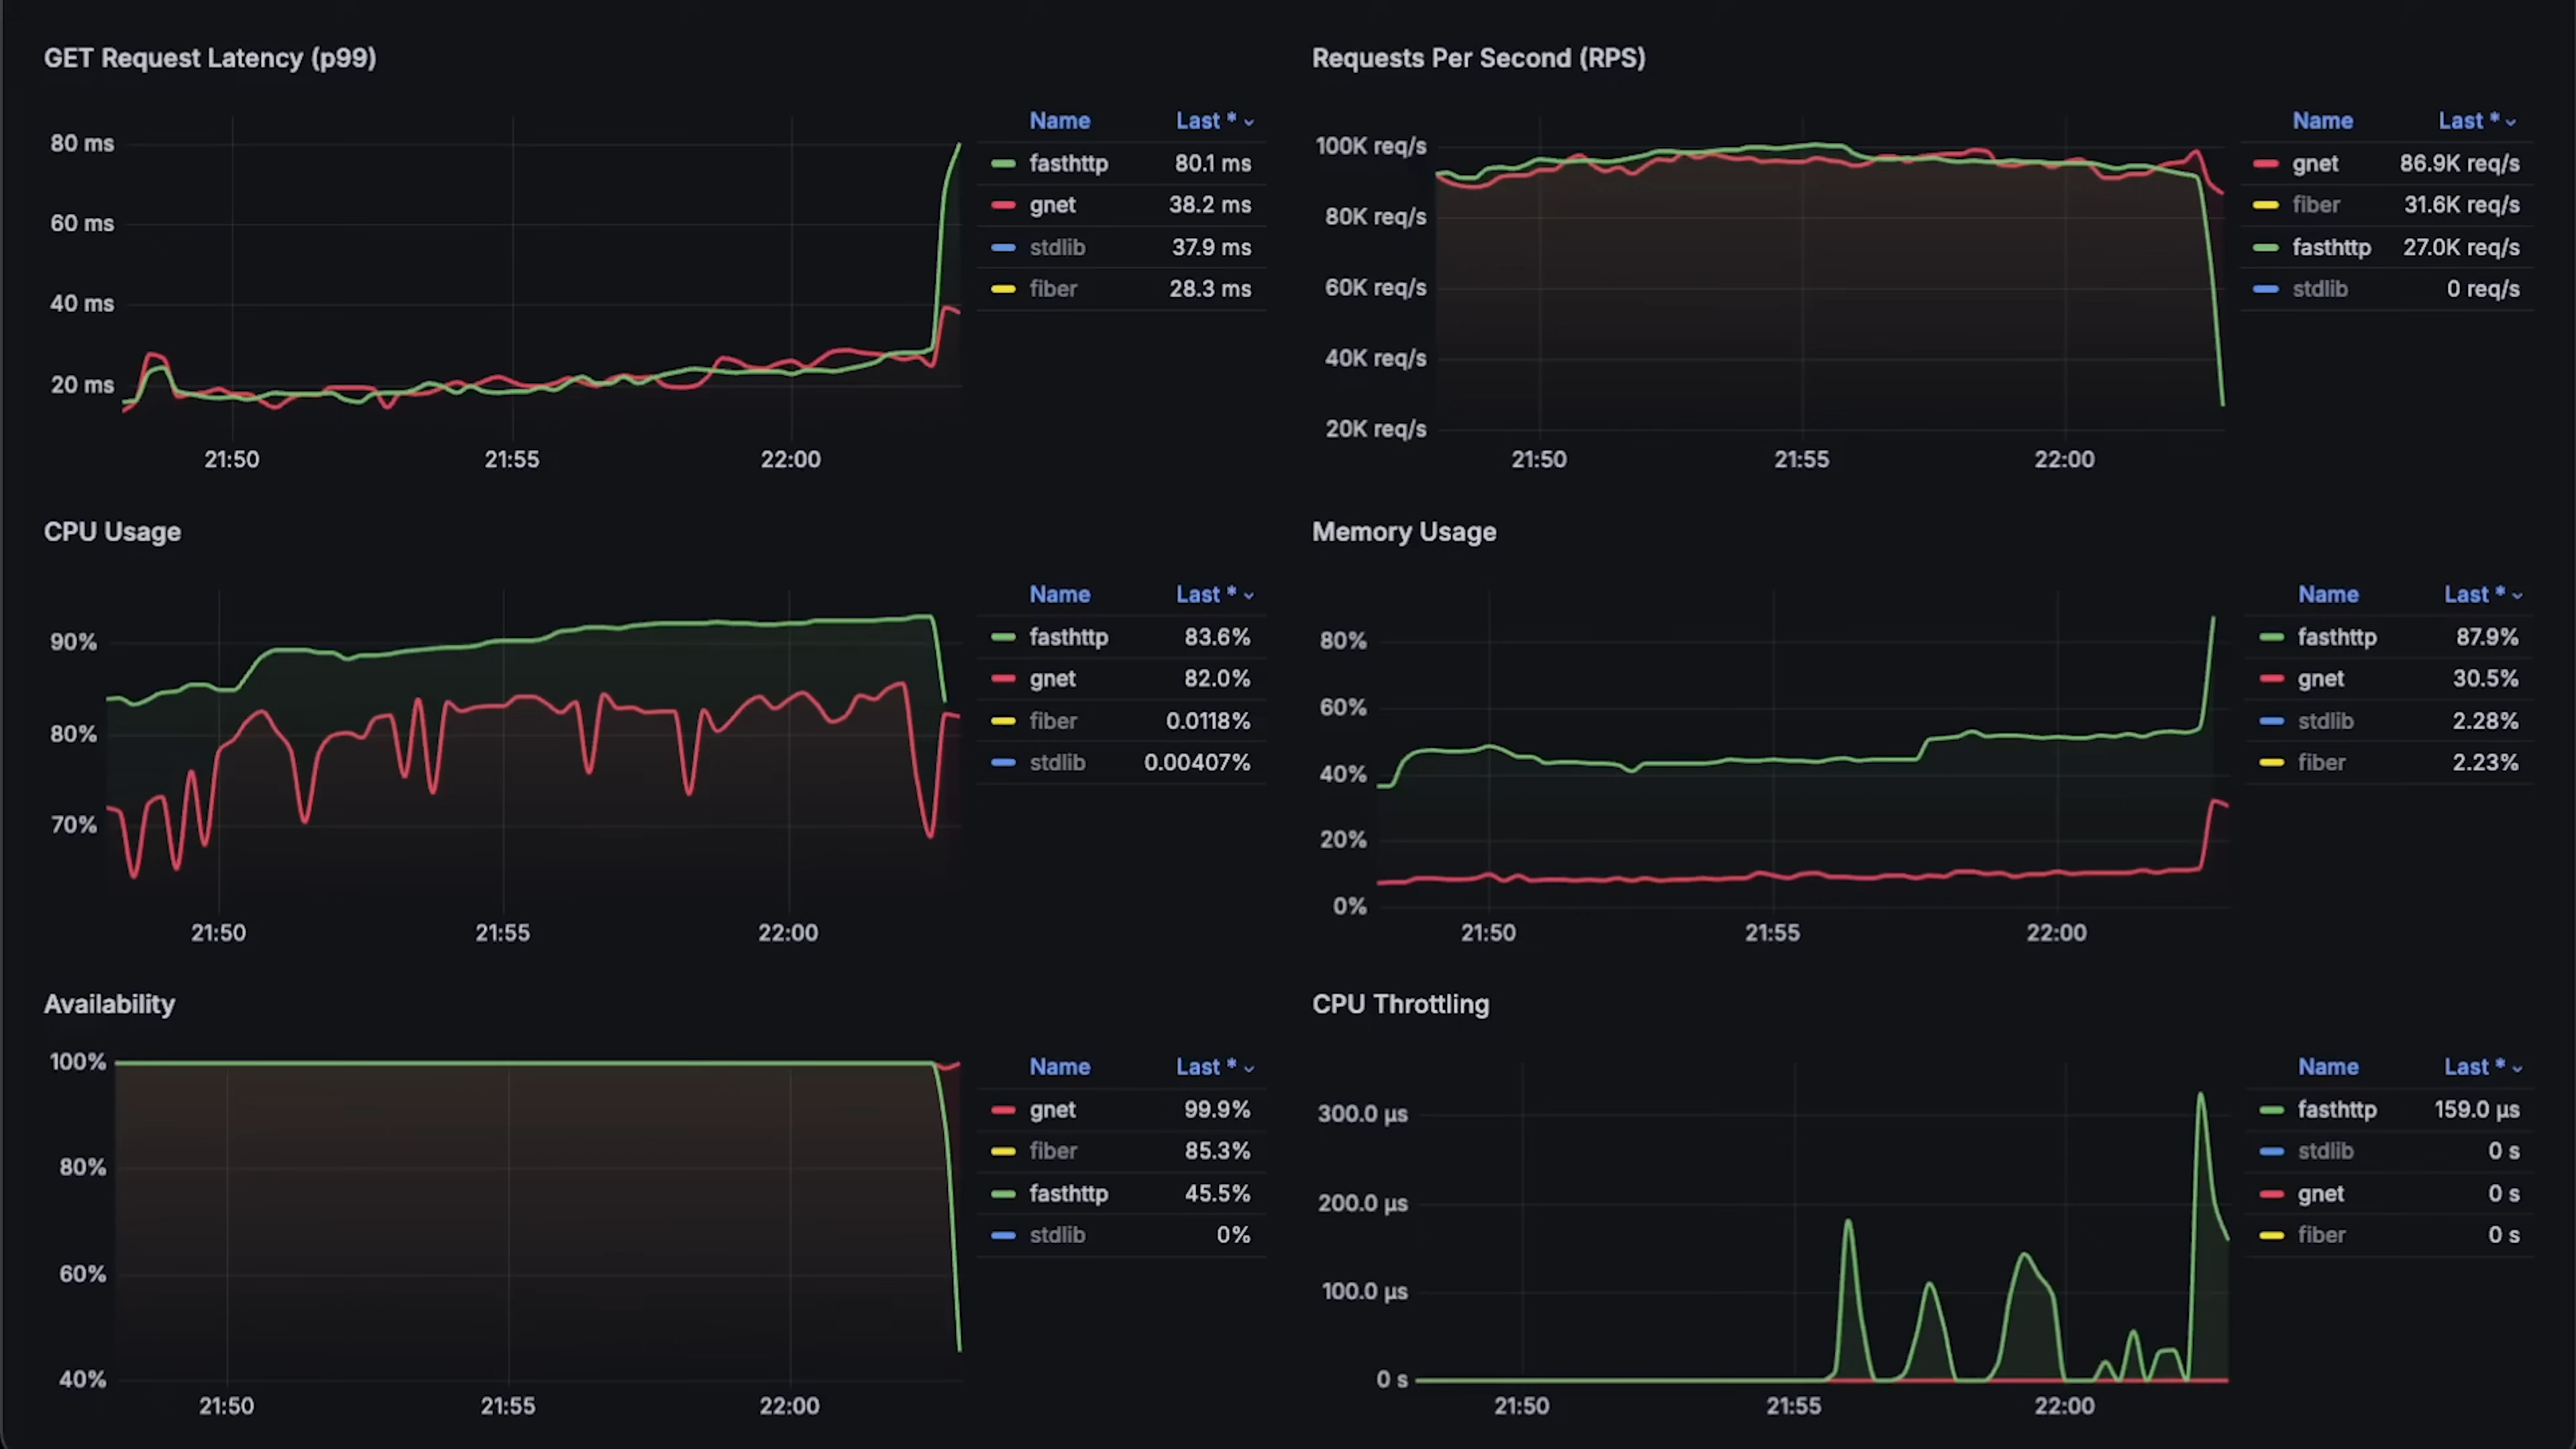 GET Request Latency (p99)
Name Last *
80 ms
fasthttp 80.1 ms
60 ms
gnet 38.2 ms
stdlib 37.9 ms
40 ms
fiber 28.3 ms
20 ms
21:50 21:55 22:00
Requests Per Second (RPS)
Name Last *
100K req/s
gnet 86.9K req/s
80K req/s
fiber 31.6K req/s
fasthttp 27.0K req/s
60K req/s
stdlib 0 req/s
40K req/s
20K req/s
21:50 21:55 22:00
CPU Usage
Name Last *
90%
fasthttp 83.6%
gnet 82.0%
80%
fiber 0.0118%
stdlib 0.00407%
70%
21:50 21:55 22:00
Memory Usage
Name Last *
80%
fasthttp 87.9%
60%
gnet 30.5%
stdlib 2.28%
40%
fiber 2.23%
20%
0%
21:50 21:55 22:00
Availability
Name Last *
100%
gnet 99.9%
80%
fiber 85.3%
fasthttp 45.5%
60%
stdlib 0%
40%
21:50 21:55 22:00
CPU Throttling
Name Last *
300.0 µs
fasthttp 159.0 µs
200.0 µs
stdlib 0 s
gnet 0 s
100.0 µs
fiber 0 s
0 s
21:50 21:55 22:00